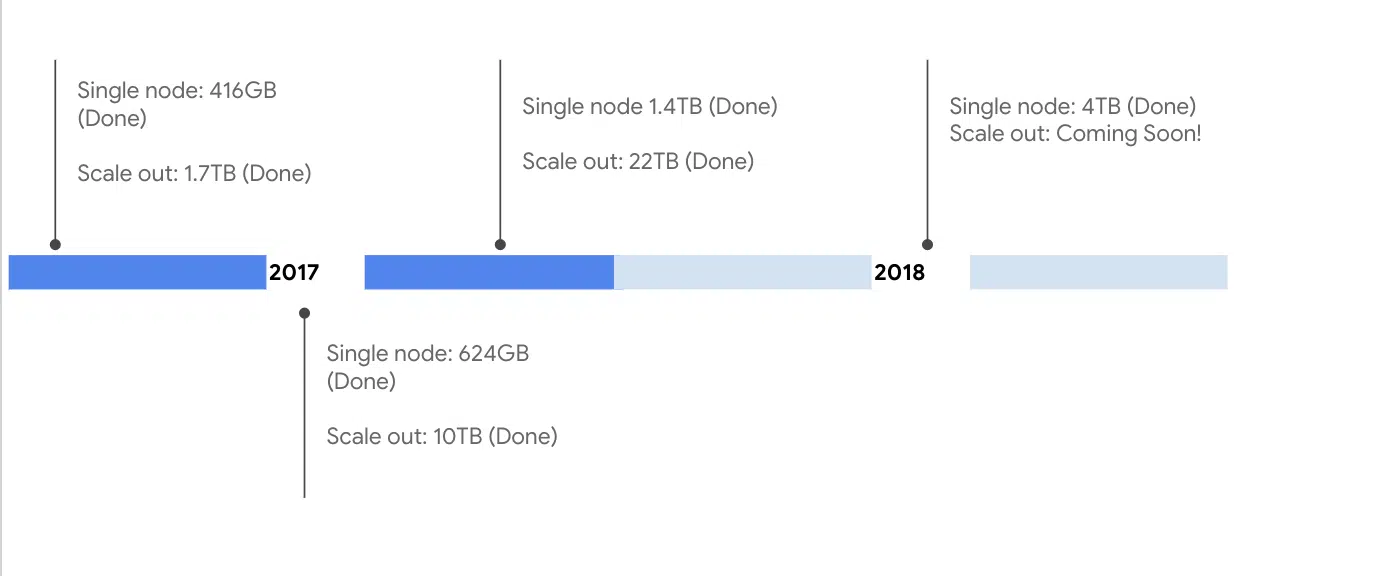 Single node: 416GB
(Done)
Scale out: 1.7TB (Done)
Single node 1.4TB (Done)
Scale out: 22TB (Done)
Single node: 4TB (Done)
Scale out: Coming Soon!
2017
2018
Single node: 624GB
(Done)
Scale out: 10TB (Done)